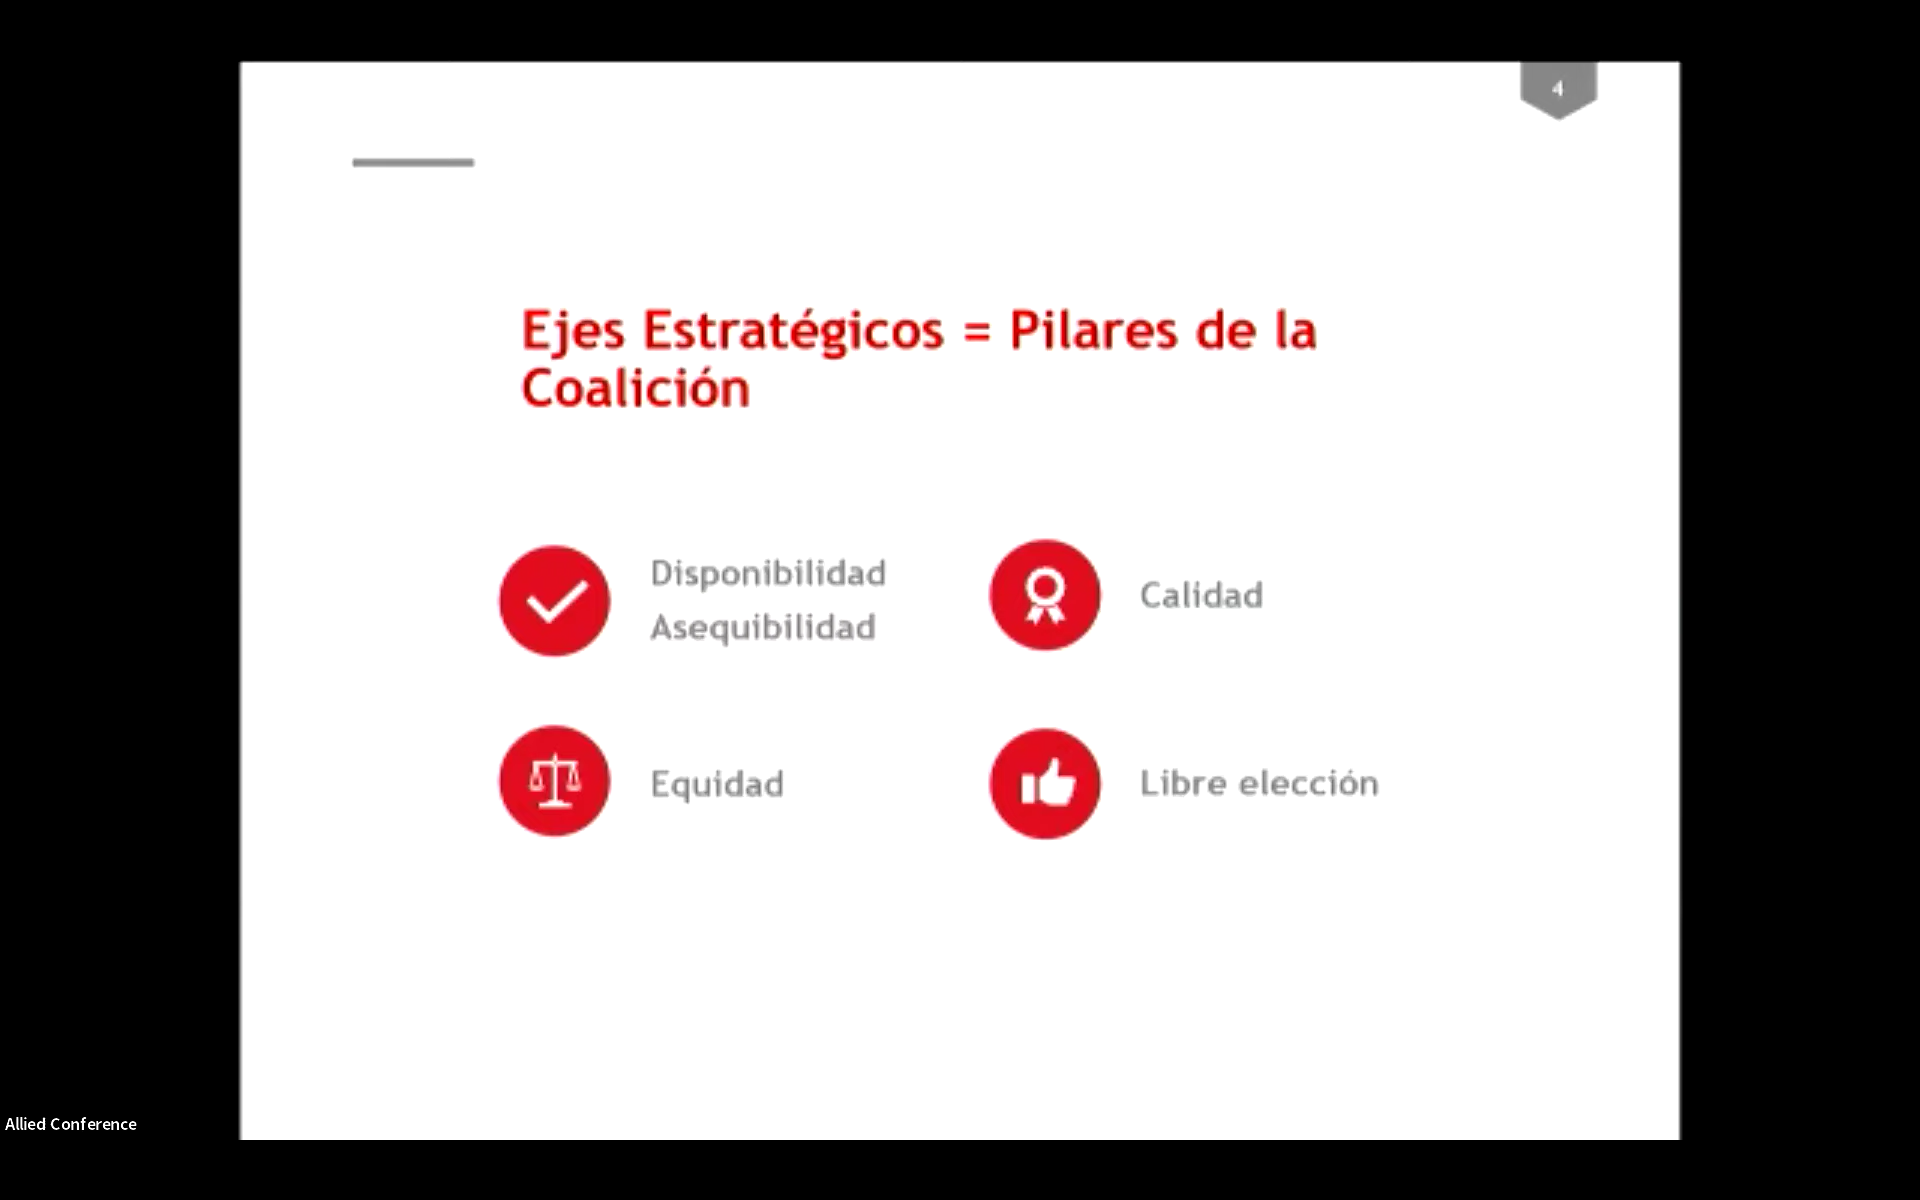 4
Ejes Estratégicos = Pilares de la
Coalición
Disponibilidad
Asequibilidad
Calidad
Equidad
Libre elección
Allied Conference